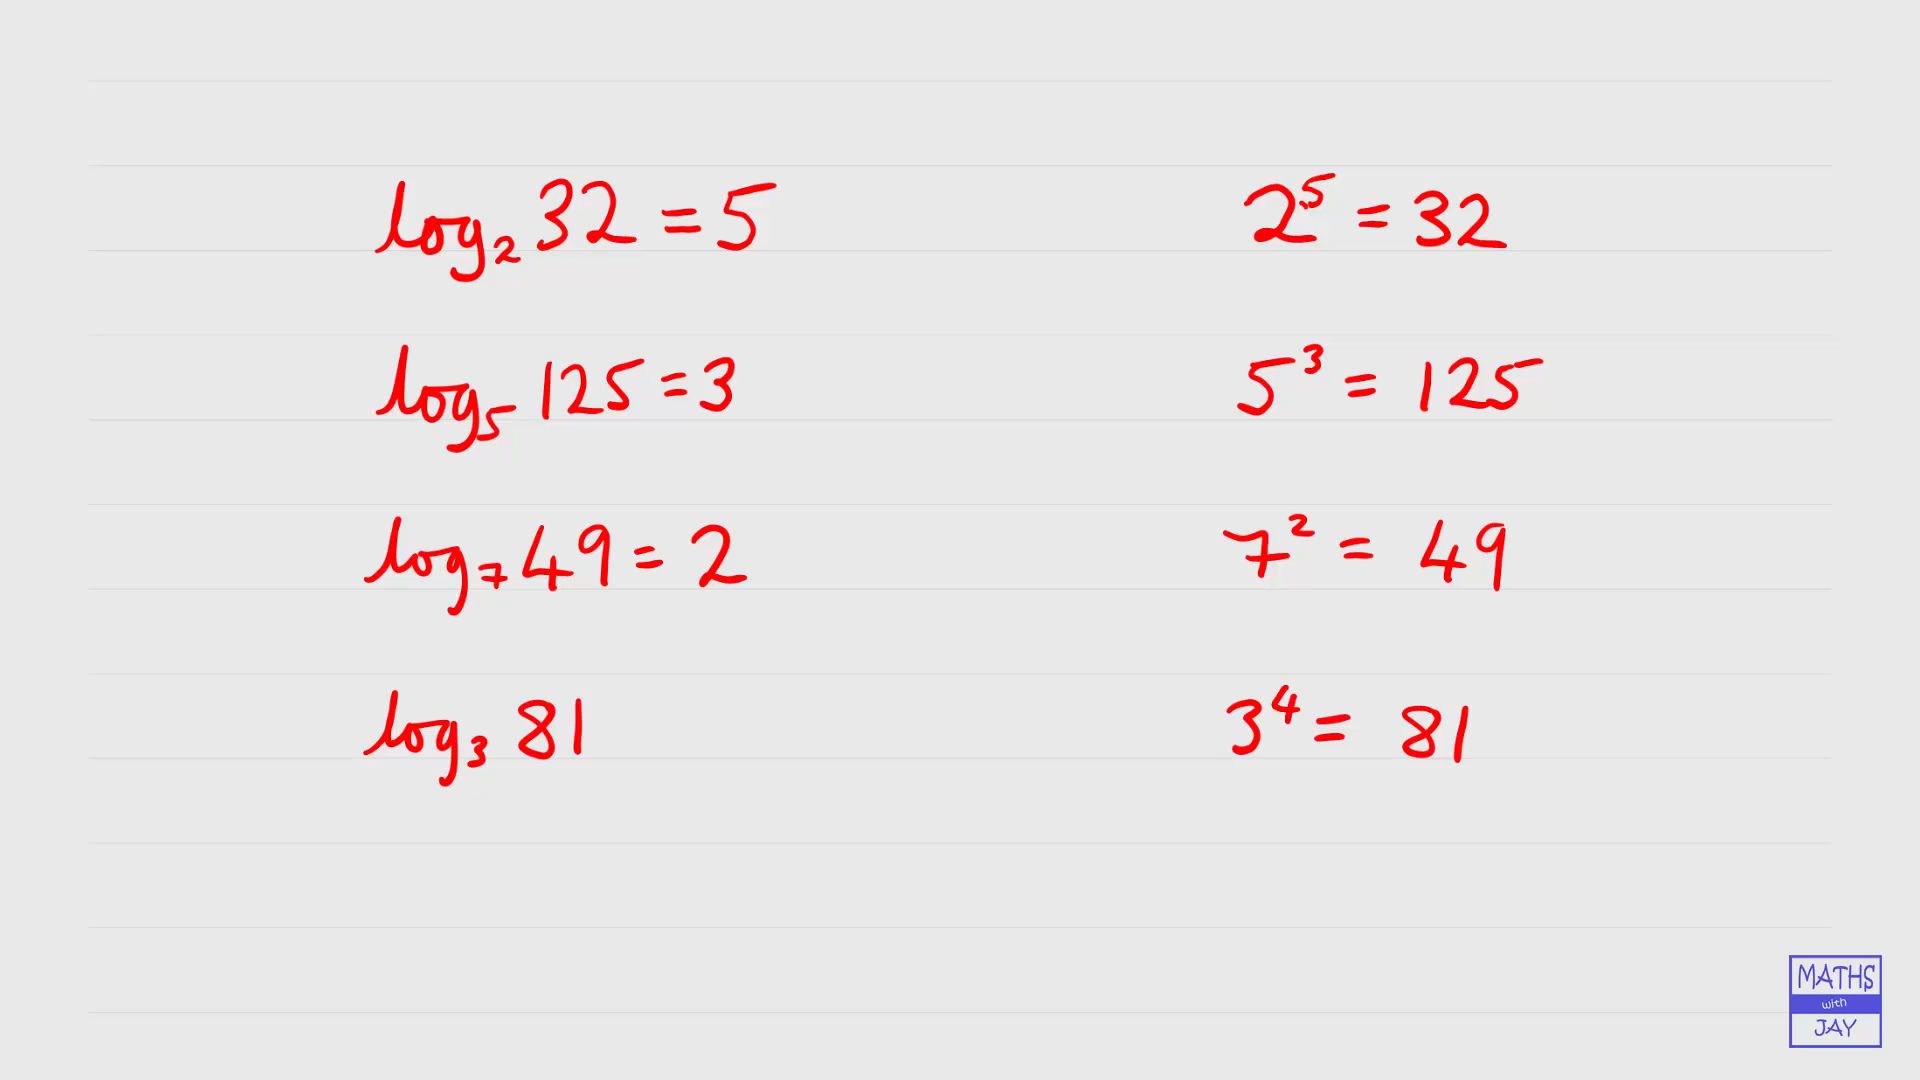 log₂ 32 = 5    2⁵ = 32
log₅ 125 = 3    5³ = 125
log₇ 49 = 2    7² = 49
log₃ 81    3⁴ = 81
MATHS
with
JAY